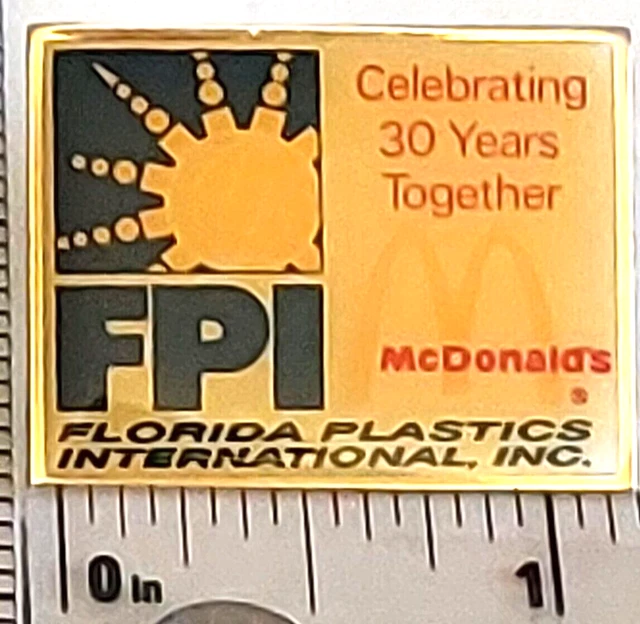 Celebrating
30 Years
Together
McDonald's
®
FPI
FLORIDA PLASTICS
INTERNATIONAL, INC.
0 in
1